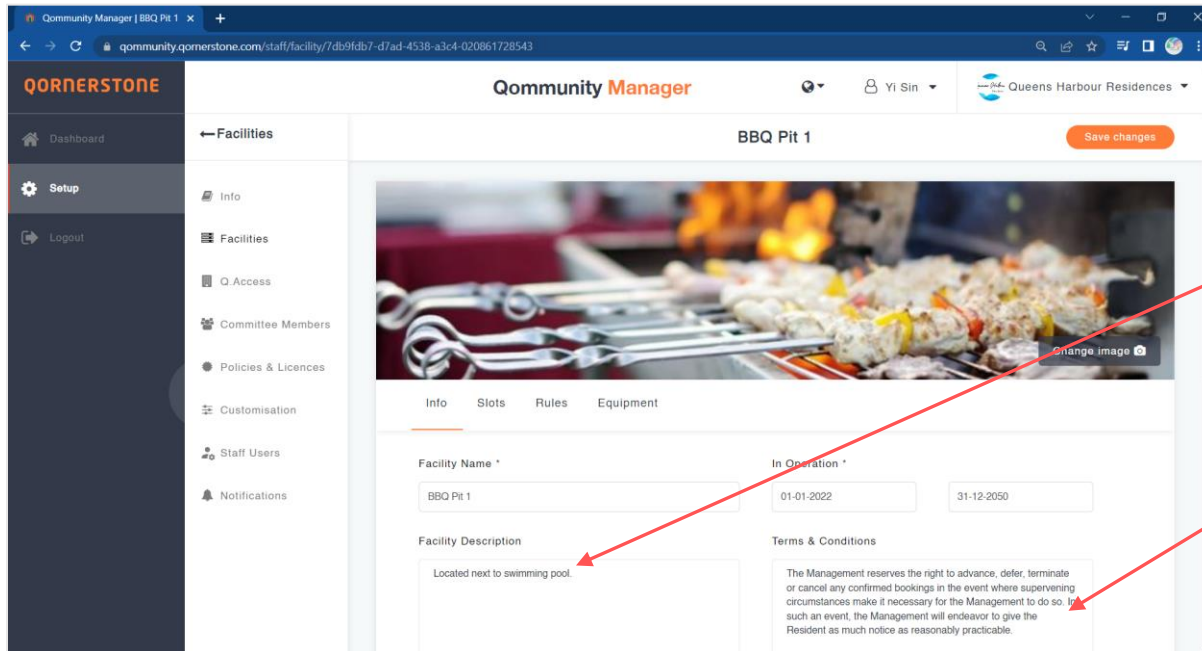 Qommunity Manager | BBQ Pit 1
qommunity.qornerstone.com/staff/facility/7db9fdb7-d7ad-4538-a3c4-020861728543
QORNERSTONE
Qommunity Manager
Yi Sin
Queens Harbour Residences
Dashboard
Setup
Logout
Facilities
Info
Facilities
Q.Access
Committee Members
Policies & Licences
Customisation
Staff Users
Notifications
BBQ Pit 1
Save changes
Change image
Info Slots Rules Equipment
Facility Name *
BBQ Pit 1
In Operation *
01-01-2022 31-12-2050
Facility Description
Located next to swimming pool.
Terms & Conditions
The Management reserves the right to advance, defer, terminate
or cancel any confirmed bookings in the event where supervening
circumstances make it necessary for the Management to do so. In
such an event, the Management will endeavor to give the
Resident as much notice as reasonably practicable.